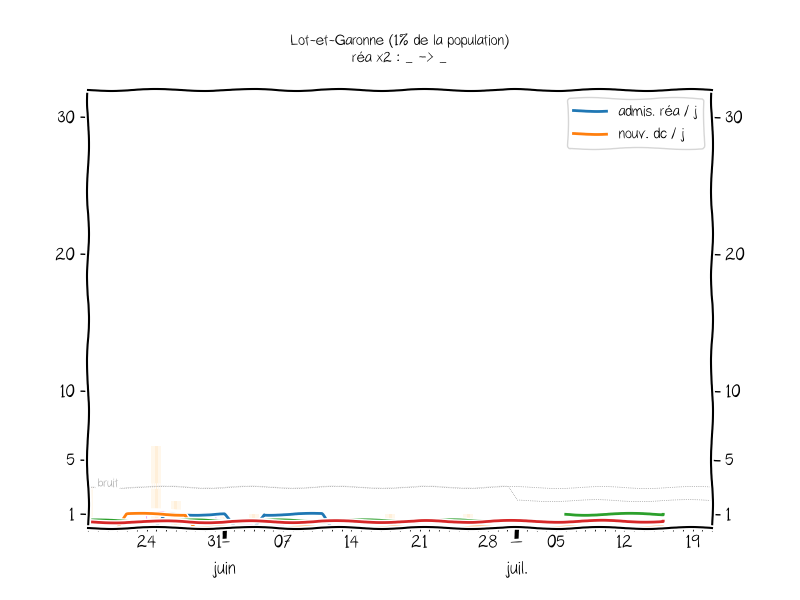 Lot-et-Garonne (1% de la population)
réa x2 : _ -> _
admis. réa / j
nouv. dc / j
30
30
20
20
10
10
5
5
bruit
1
1
24
31
07
14
21
28
05
12
19
juin
juil.